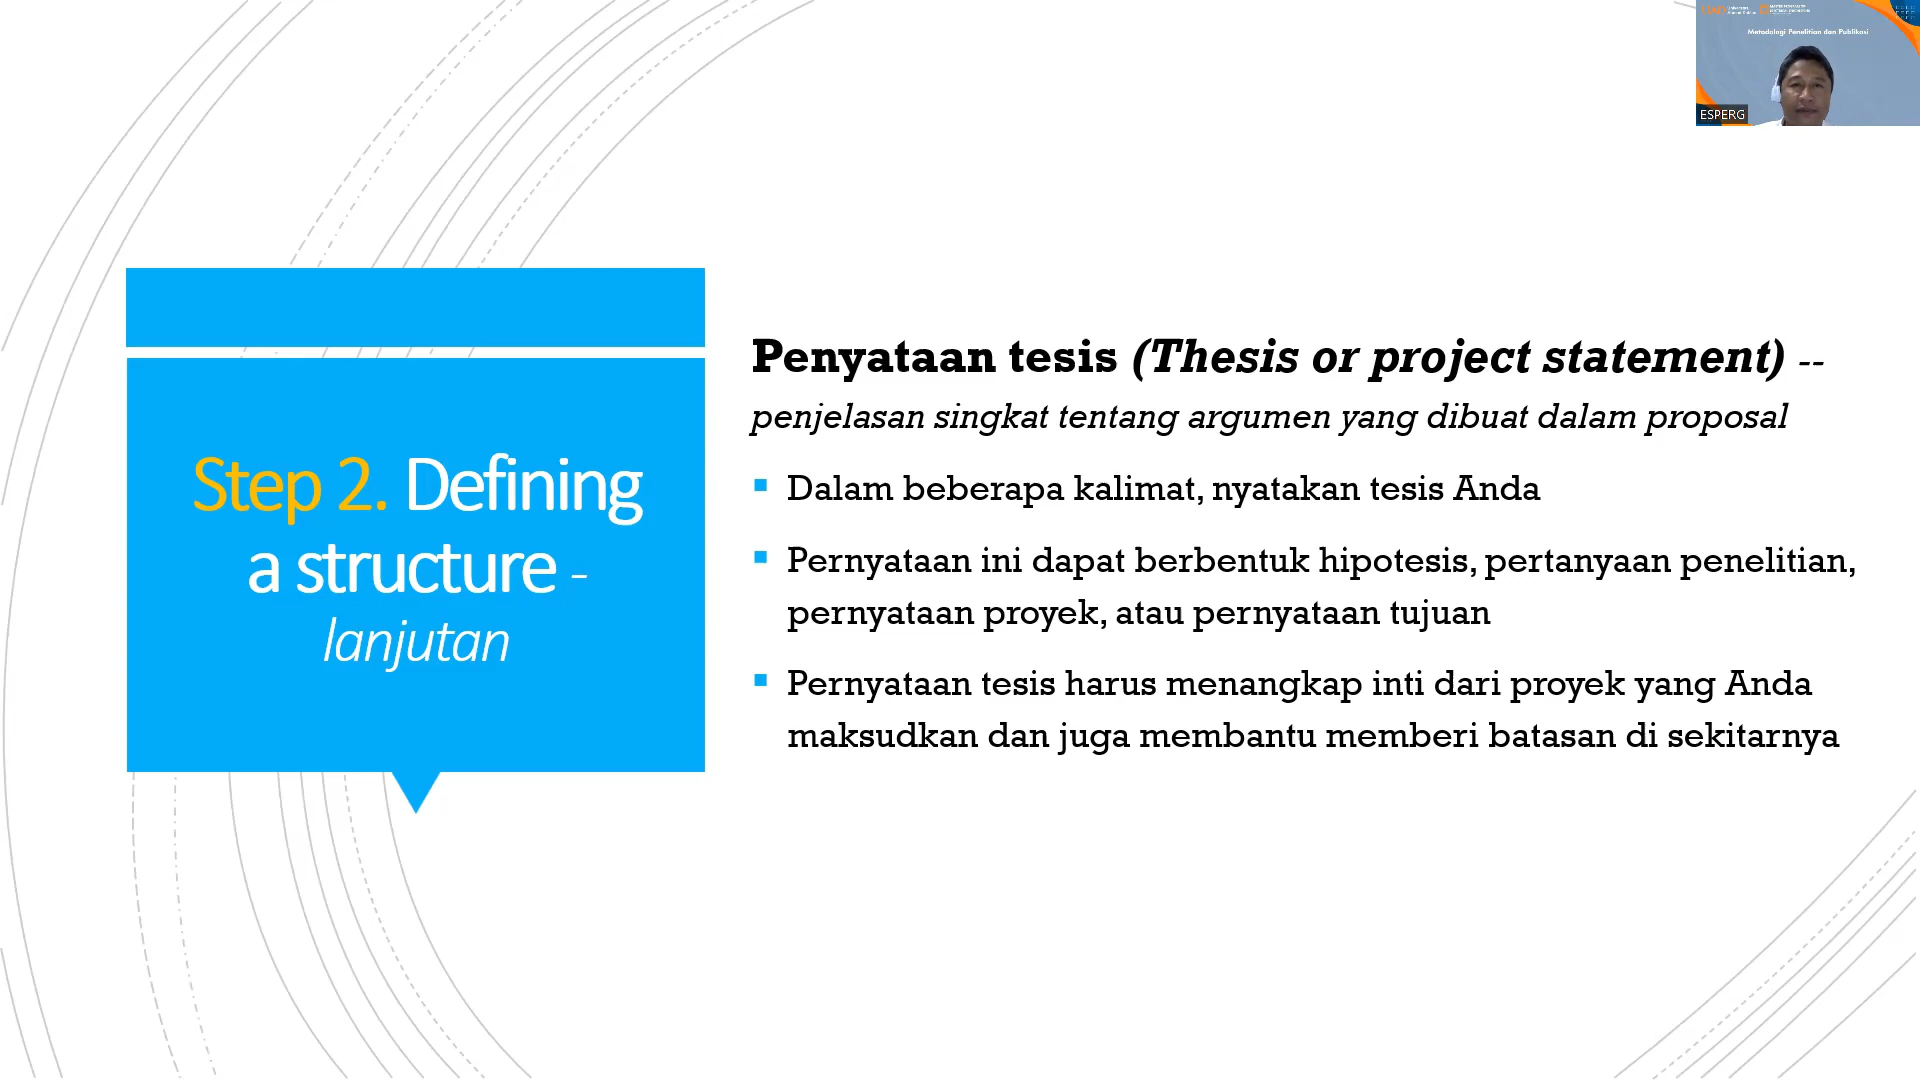 Metodologi Penelitian dan Publikasi
ESPERG
Step 2. Defining
a structure -
lanjutan
Penyataan tesis (Thesis or project statement) --
penjelasan singkat tentang argumen yang dibuat dalam proposal
Dalam beberapa kalimat, nyatakan tesis Anda
Pernyataan ini dapat berbentuk hipotesis, pertanyaan penelitian,
pernyataan proyek, atau pernyataan tujuan
Pernyataan tesis harus menangkap inti dari proyek yang Anda
maksudkan dan juga membantu memberi batasan di sekitarnya